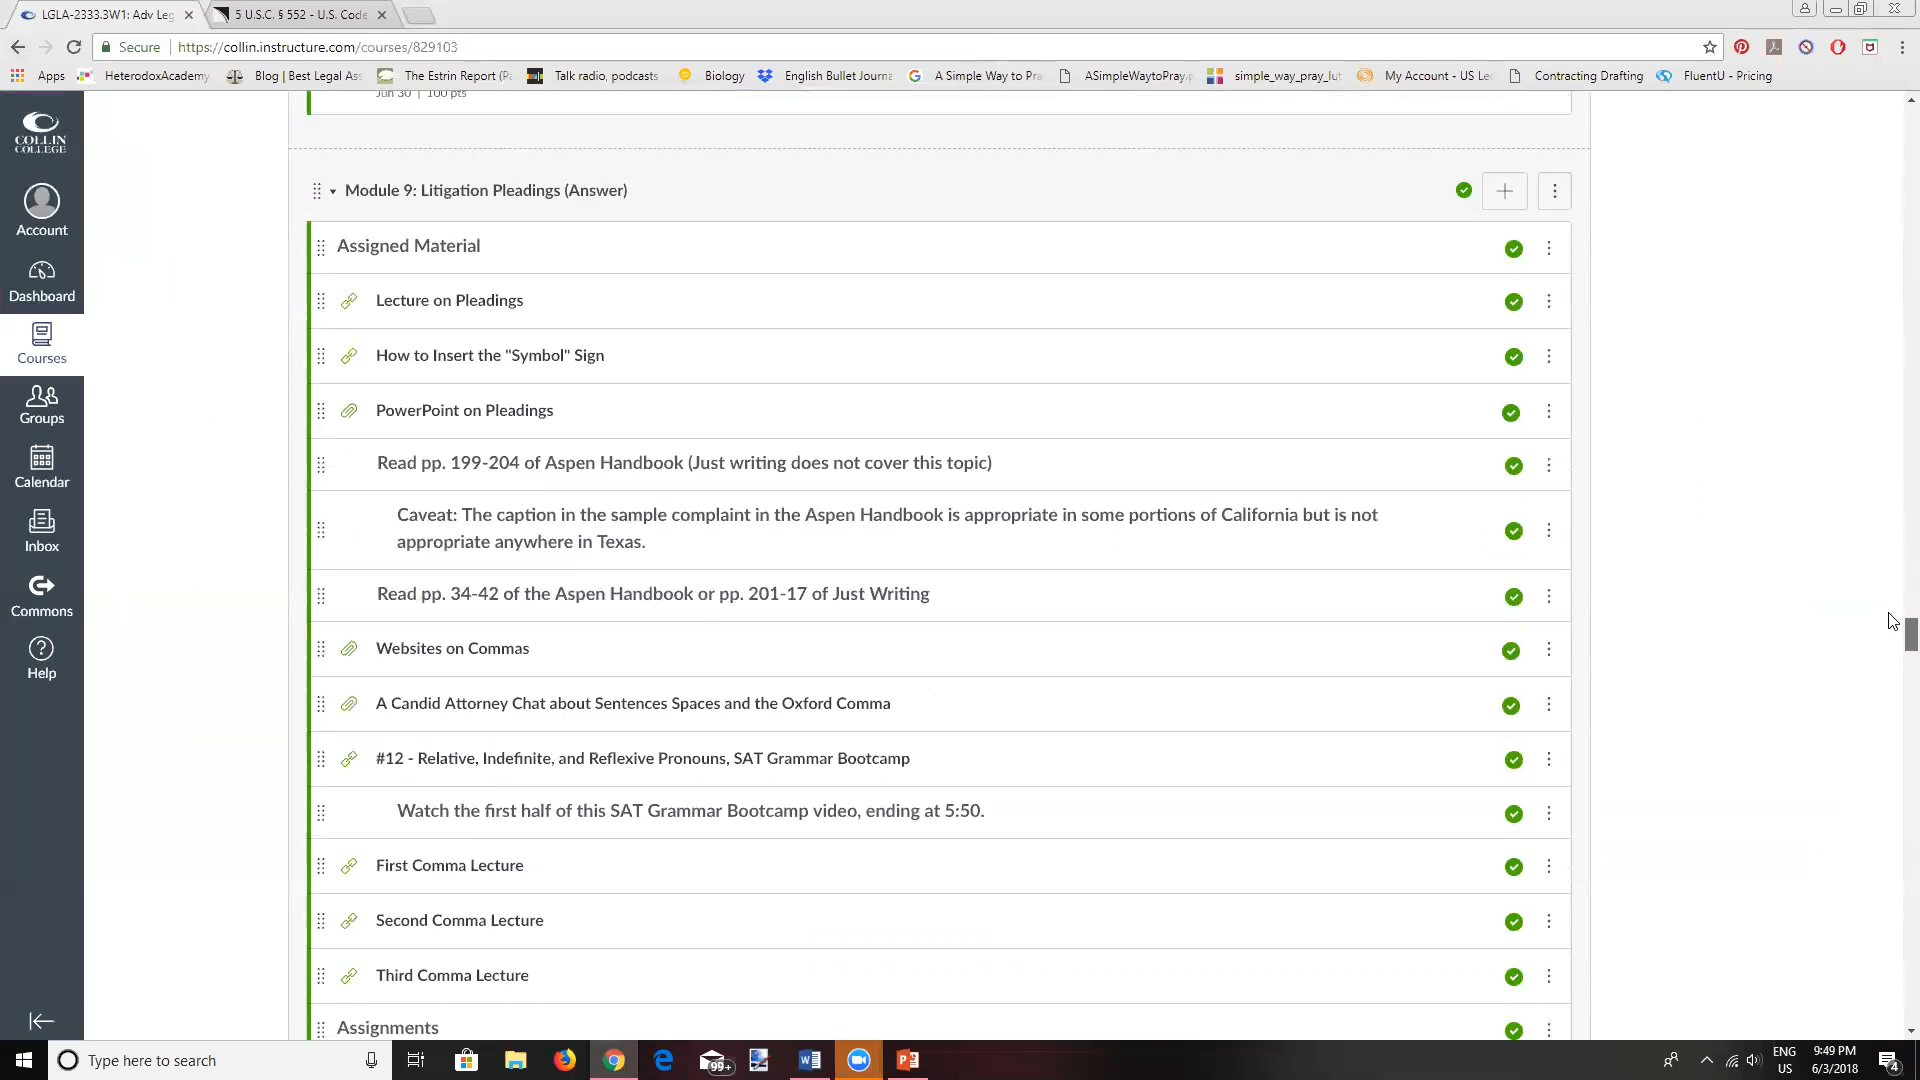 LGLA-2333.3W1: Adv Leg
5 U.S.C. § 552 - U.S. Code
Secure
https://collin.instructure.com/courses/829103
Apps
HeterodoxAcademy
Blog | Best Legal Ass
The Estrin Report (Pa
Talk radio, podcasts
Biology
English Bullet Journa
A Simple Way to Pra
ASimpleWaytoPray.p
simple_way_pray_lut
My Account - US Le
Contracting Drafting
FluentU - Pricing
Jun 30 | 100 pts
COLLIN
COLLEGE
Account
Dashboard
Courses
Groups
Calendar
Inbox
Commons
Help
Module 9: Litigation Pleadings (Answer)
Assigned Material
Lecture on Pleadings
How to Insert the "Symbol" Sign
PowerPoint on Pleadings
Read pp. 199-204 of Aspen Handbook (Just writing does not cover this topic)
Caveat: The caption in the sample complaint in the Aspen Handbook is appropriate in some portions of California but is not
appropriate anywhere in Texas.
Read pp. 34-42 of the Aspen Handbook or pp. 201-17 of Just Writing
Websites on Commas
A Candid Attorney Chat about Sentences Spaces and the Oxford Comma
#12 - Relative, Indefinite, and Reflexive Pronouns, SAT Grammar Bootcamp
Watch the first half of this SAT Grammar Bootcamp video, ending at 5:50.
First Comma Lecture
Second Comma Lecture
Third Comma Lecture
Assignments
Type here to search
99+
ENG
US
9:49 PM
6/3/2018
4